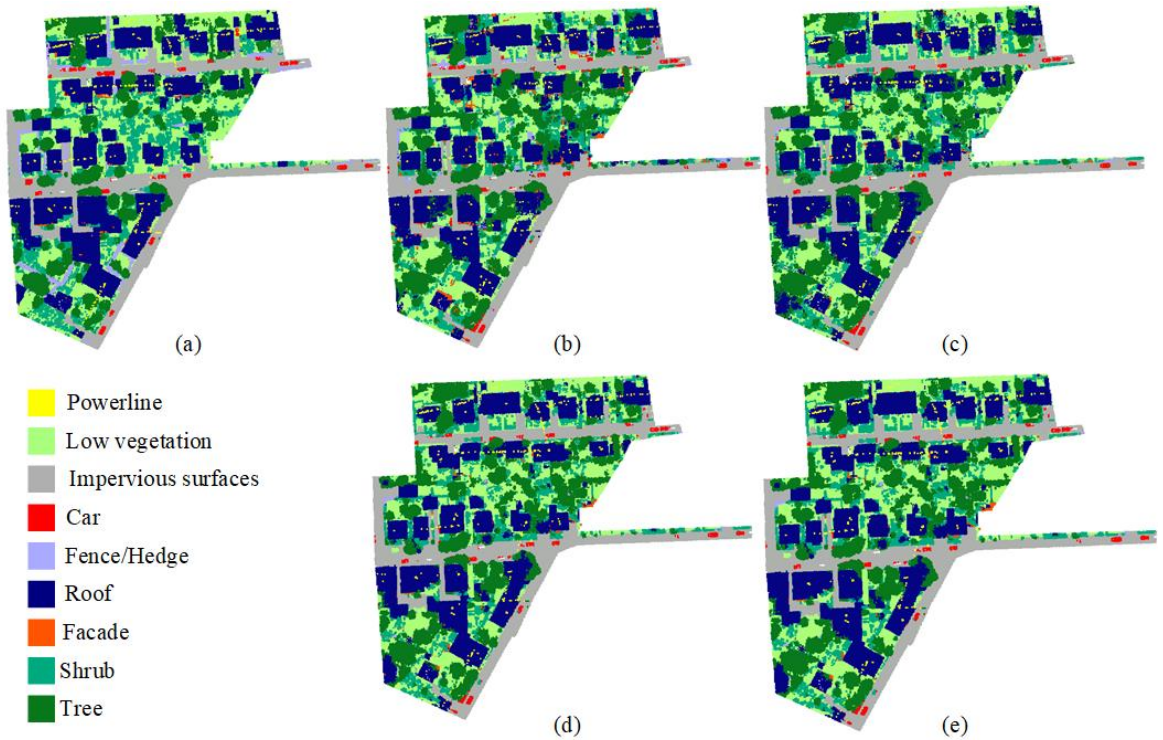 (a)
(b)
(c)
Powerline
Low vegetation
Impervious surfaces
Car
Fence/Hedge
Roof
Facade
Shrub
Tree
(d)
(e)